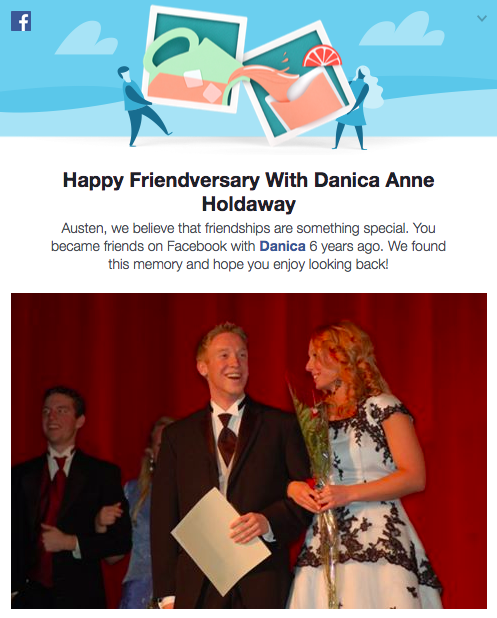 f
Happy Friendversary With Danica Anne
Holdaway
Austen, we believe that friendships are something special. You
became friends on Facebook with Danica 6 years ago. We found
this memory and hope you enjoy looking back!